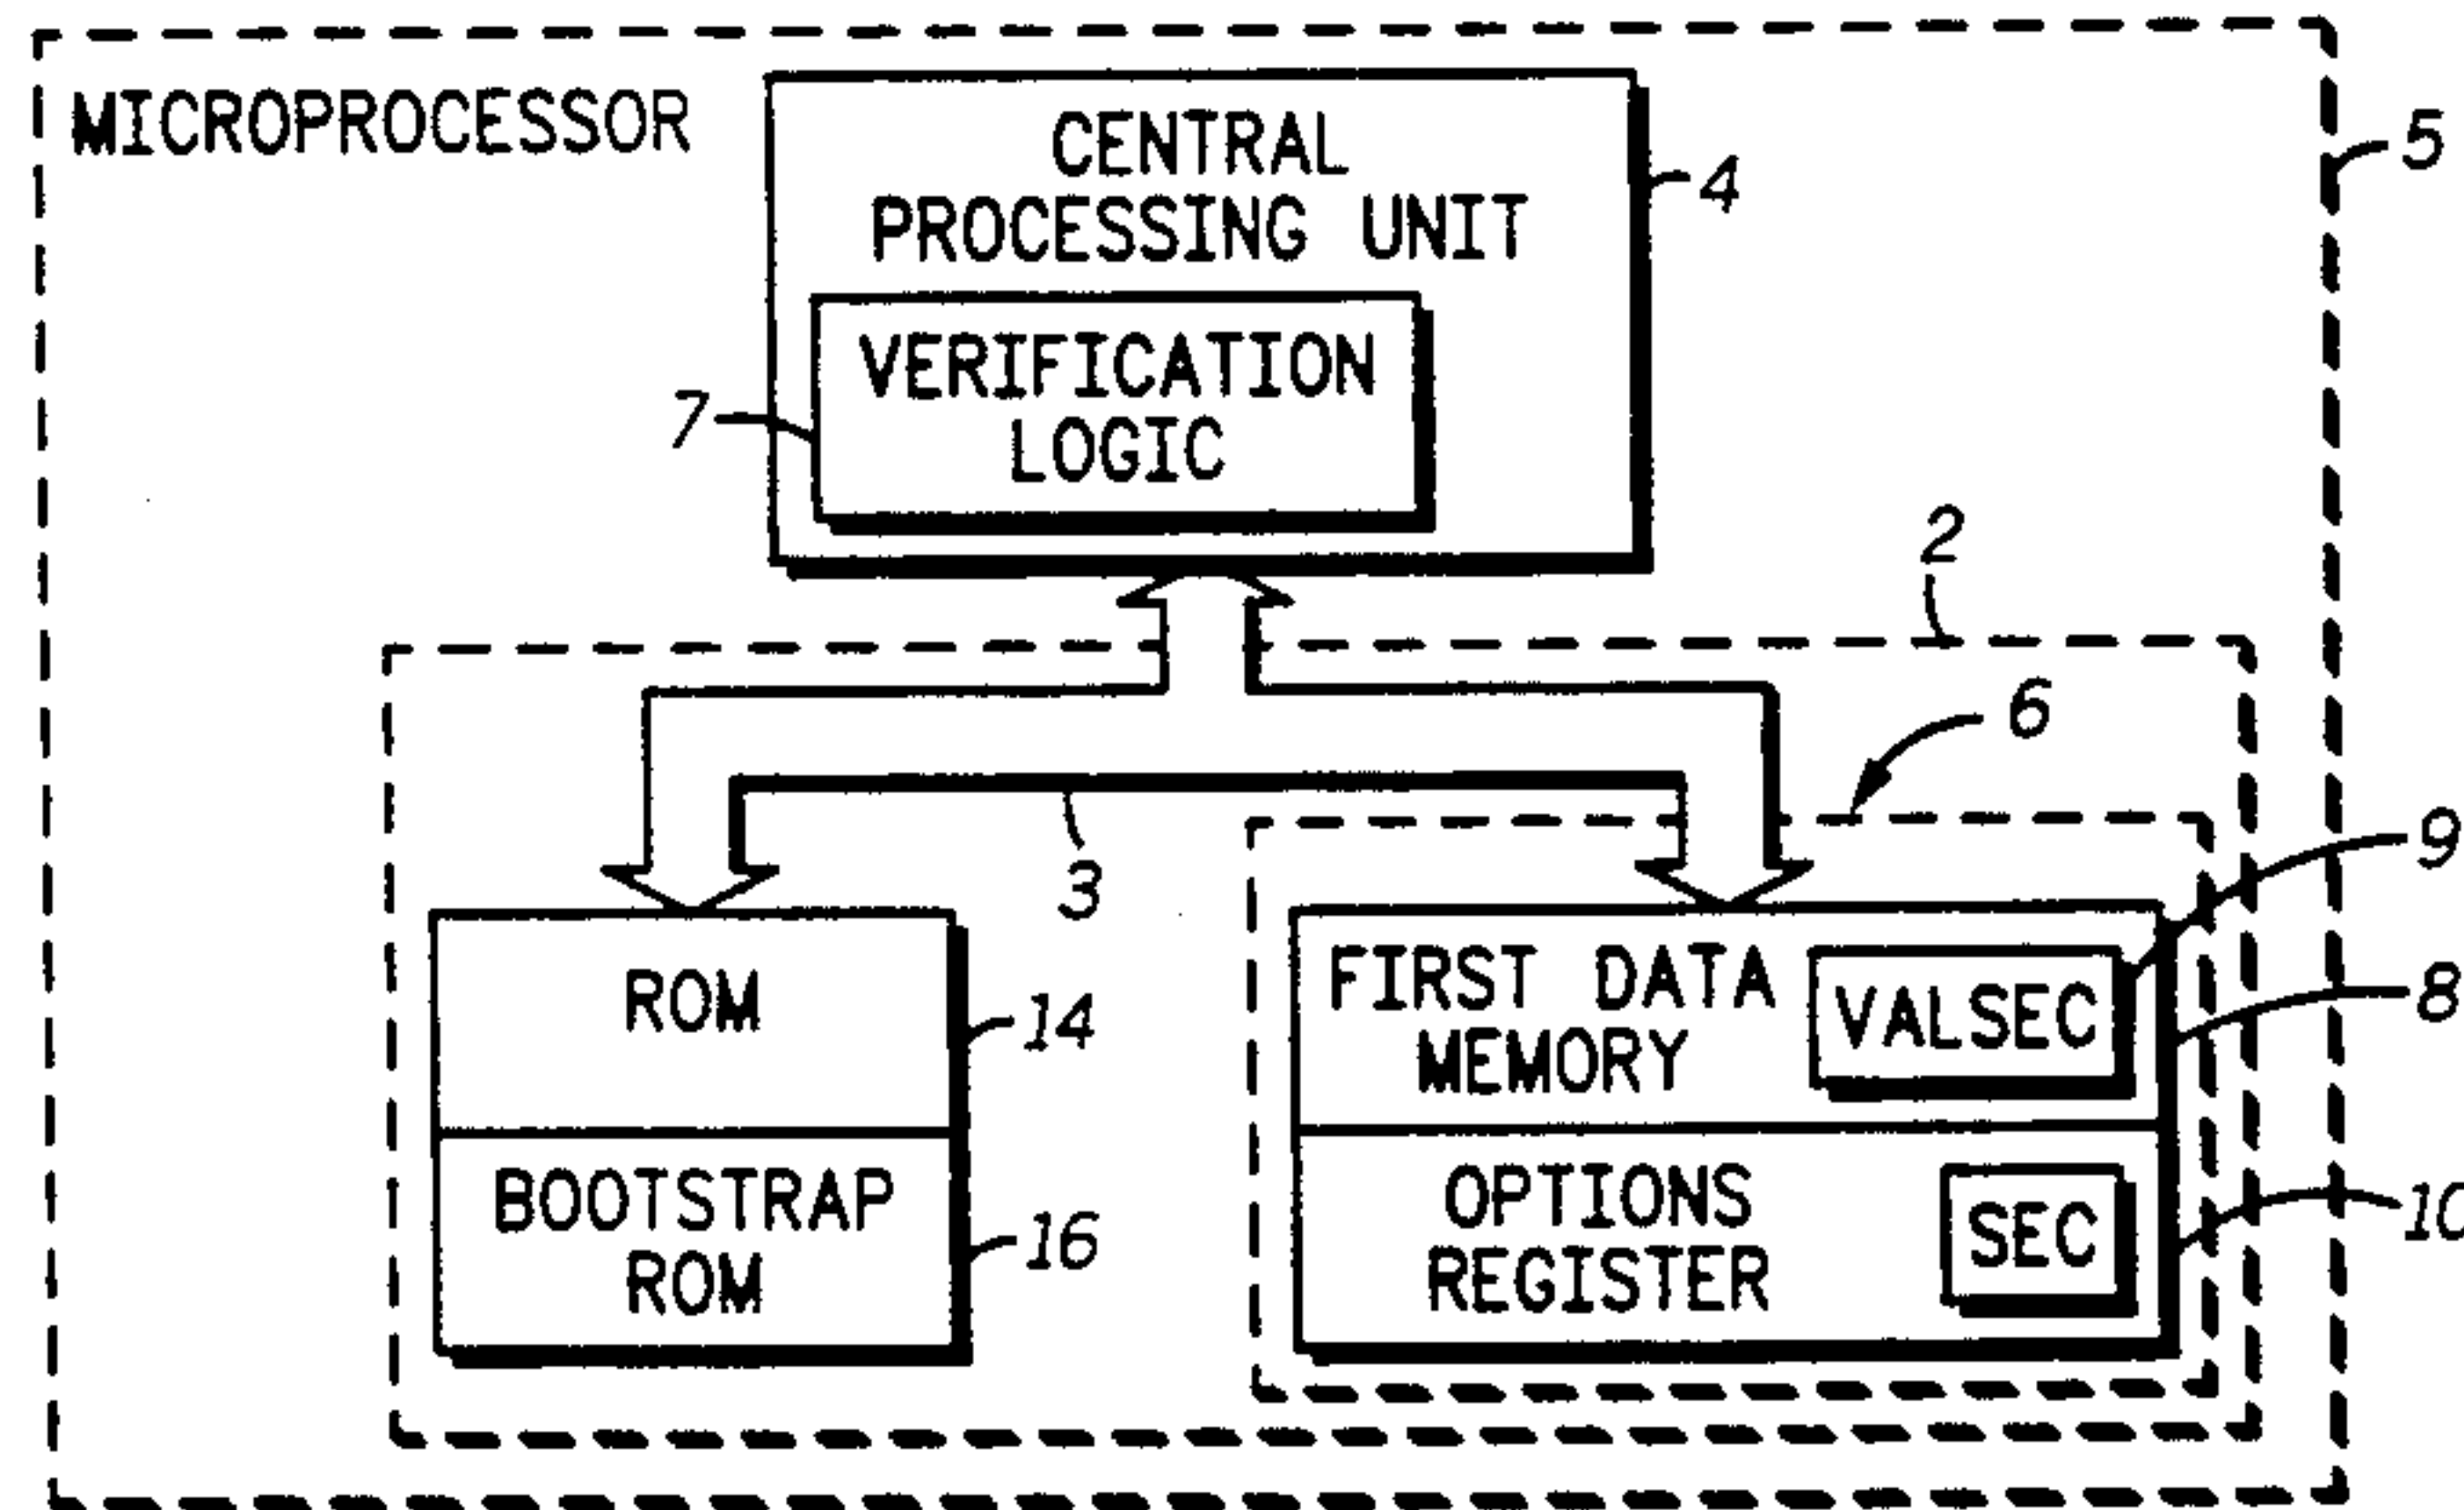 MICROPROCESSOR
CENTRAL
PROCESSING UNIT
4
5
VERIFICATION
LOGIC
7
2
6
3
9
ROM
14
FIRST DATA
MEMORY
VALSEC
8
BOOTSTRAP
ROM
16
OPTIONS
REGISTER
SEC
10